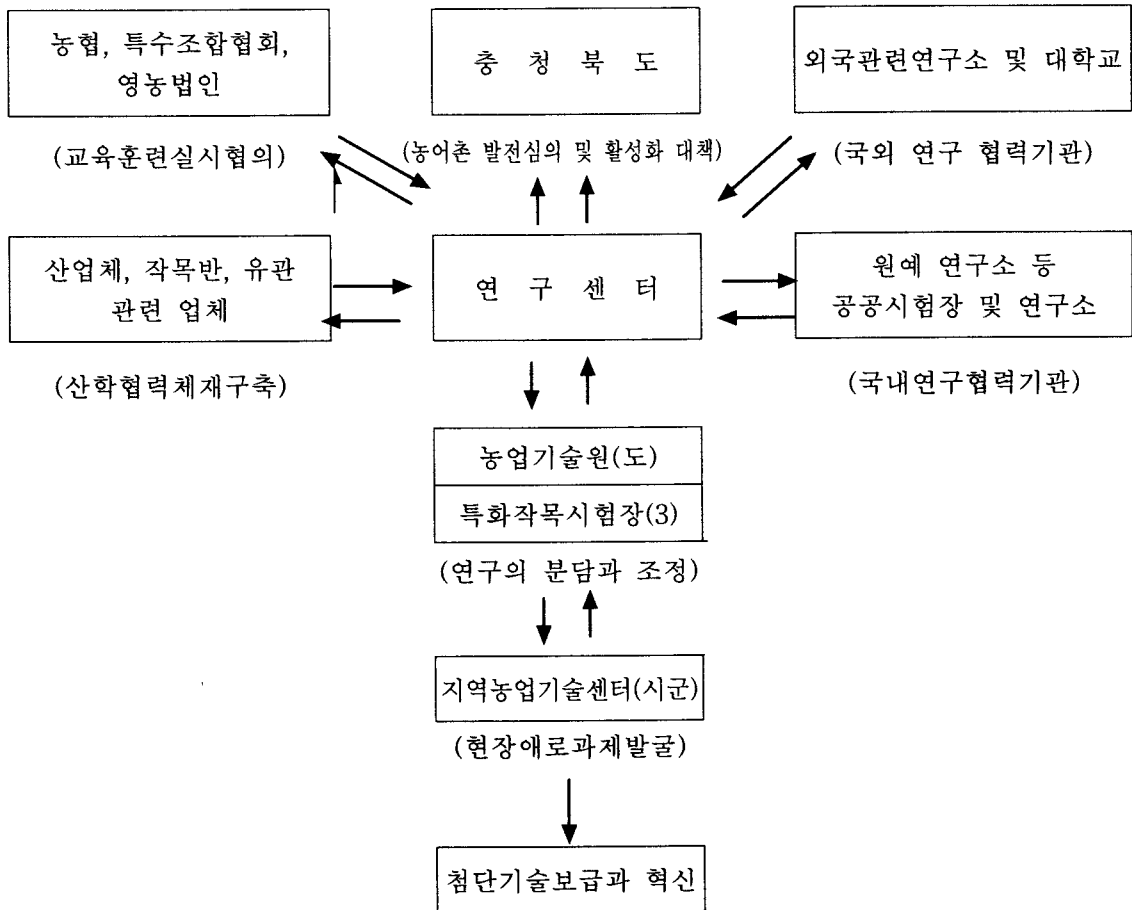 농협, 특수조합협회,
영농법인
(교육훈련실시협의)
충 청 북 도
(농어촌 발전심의 및 활성화 대책)
외국관련연구소 및 대학교
(국외 연구 협력기관)
산업체, 작목반, 유관
관련 업체
(산학협력체재구축)
연 구 센 터
원예 연구소 등
공공시험장 및 연구소
(국내연구협력기관)
농업기술원(도)
특화작목시험장(3)
(연구의 분담과 조정)
지역농업기술센터(시군)
(현장애로과제발굴)
첨단기술보급과 혁신